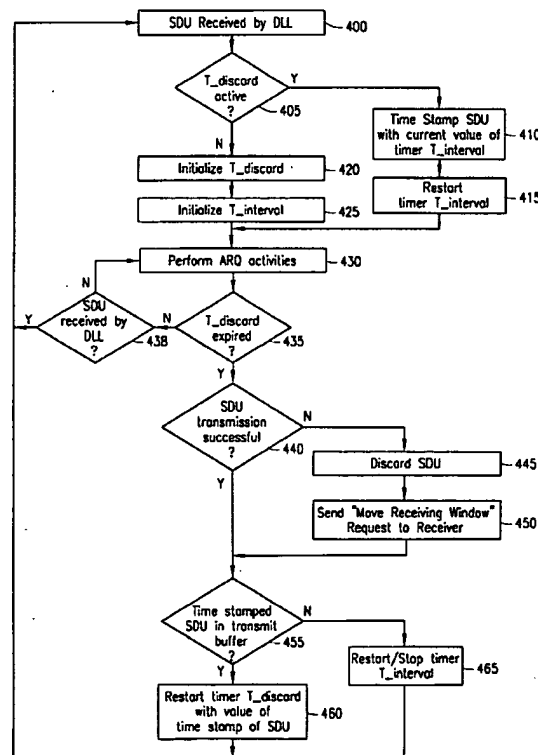 SDU Received by DLL
400
T_discard
active
?
405
Y
N
Time Stamp SDU
with current value of
timer T_interval
410
Initialize T_discard
420
Restart
timer T_interval
415
Initialize T_interval
425
Perform ARQ activities
430
N
SDU
received by
DLL
?
438
Y
N
T_discard
expired
?
435
Y
SDU
transmission
successful
?
440
N
Y
Discard SDU
445
Send "Move Receiving Window"
Request to Receiver
450
Time stamped
SDU in transmit
buffer
?
455
N
Y
Restart/Stop timer
T_interval
465
Restart timer T_discard
with value of
time stamp of SDU
460